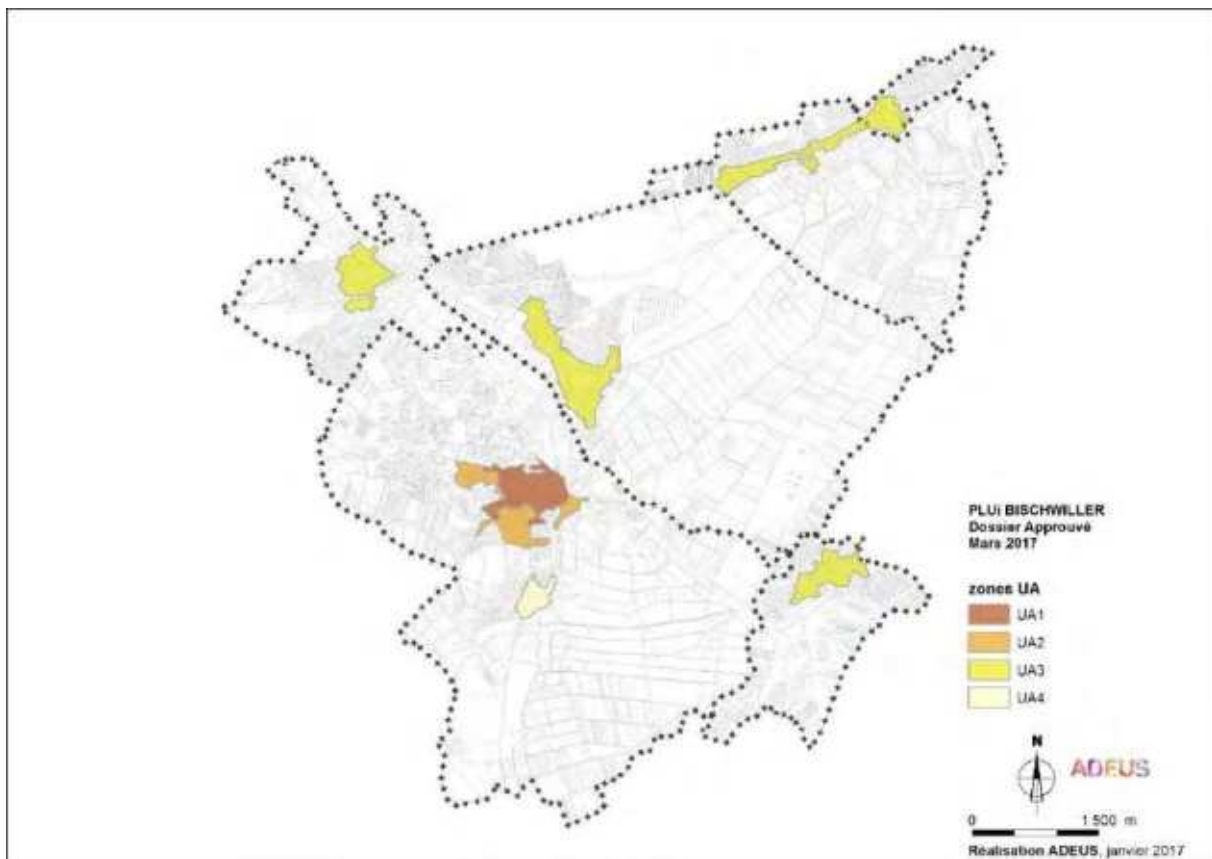 PLUi BISCHWILLER
Dossier Approuvé
Mars 2017
zones UA
UA1
UA2
UA3
UA4
N
ADEUS
0 1 500 m
Réalisation ADEUS, janvier 2017